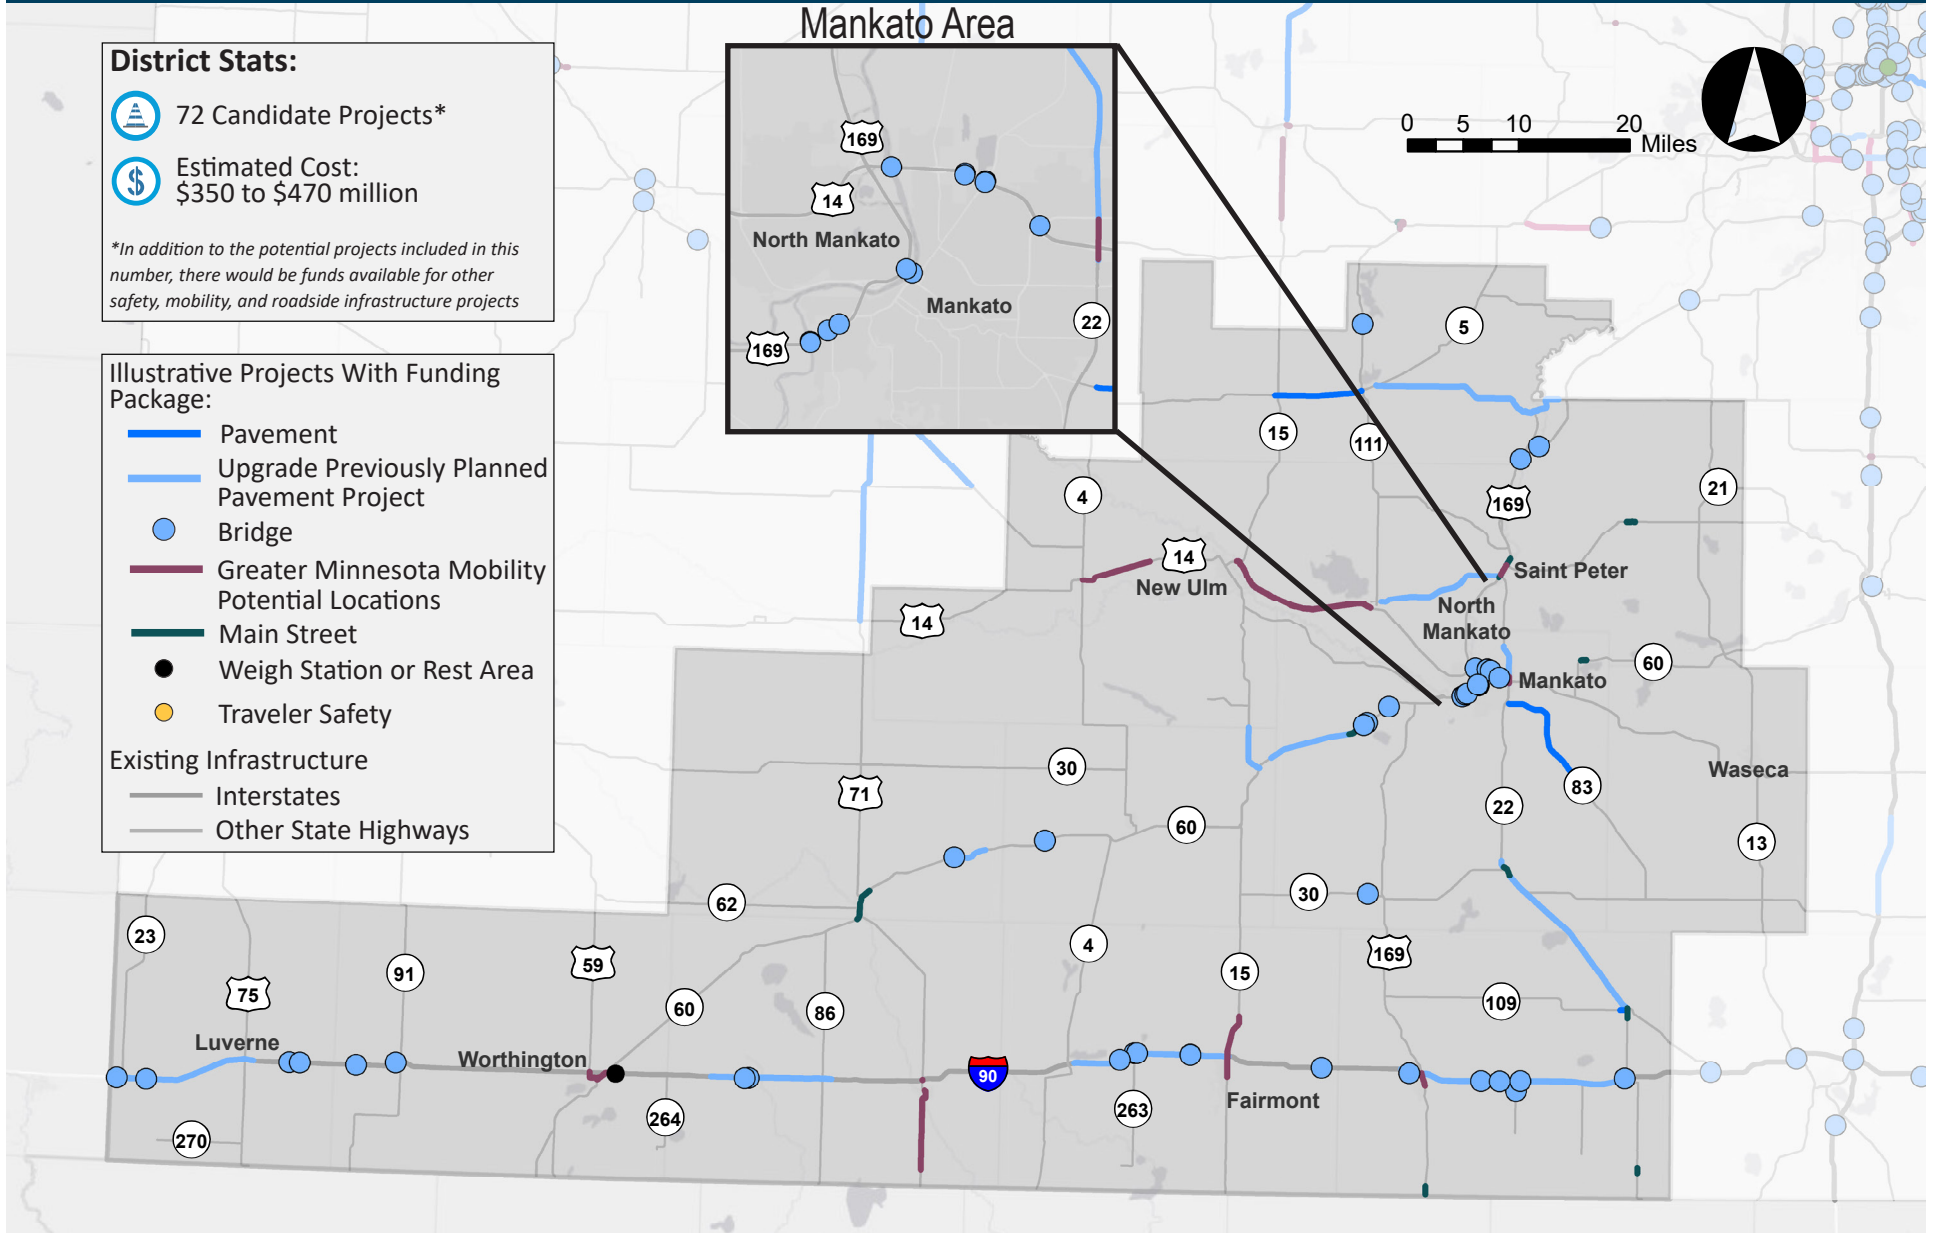 Mankato Area
District Stats:
72 Candidate Projects*
Estimated Cost:
$350 to $470 million
*In addition to the potential projects included in this
number, there would be funds available for other
safety, mobility, and roadside infrastructure projects
Illustrative Projects With Funding
Package:
Pavement
Upgrade Previously Planned
Pavement Project
Bridge
Greater Minnesota Mobility
Potential Locations
Main Street
Weigh Station or Rest Area
Traveler Safety
Existing Infrastructure
Interstates
Other State Highways
169
14
North Mankato
Mankato
22
169
0 5 10 20
Miles
5
15
111
4
169
21
14
New Ulm
Saint Peter
14
North
Mankato
60
Mankato
30
71
83
Waseca
22
60
13
62
30
23
4
59
169
91
15
75
109
60
86
Luverne
Worthington
90
Fairmont
263
264
270